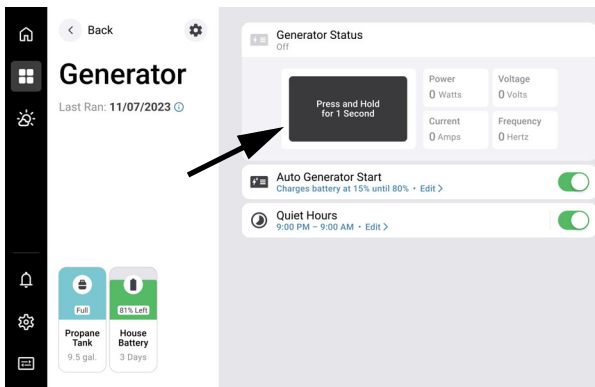 Back
Generator
Last Ran: 11/07/2023
Full
81% Left
Propane
Tank
9.5 gal.
House
Battery
3 Days
Generator Status
Off
Press and Hold
for 1 Second
Power
0 Watts
Voltage
0 Volts
Current
0 Amps
Frequency
0 Hertz
Auto Generator Start
Charges battery at 15% until 80% • Edit >
Quiet Hours
9:00 PM – 9:00 AM • Edit >